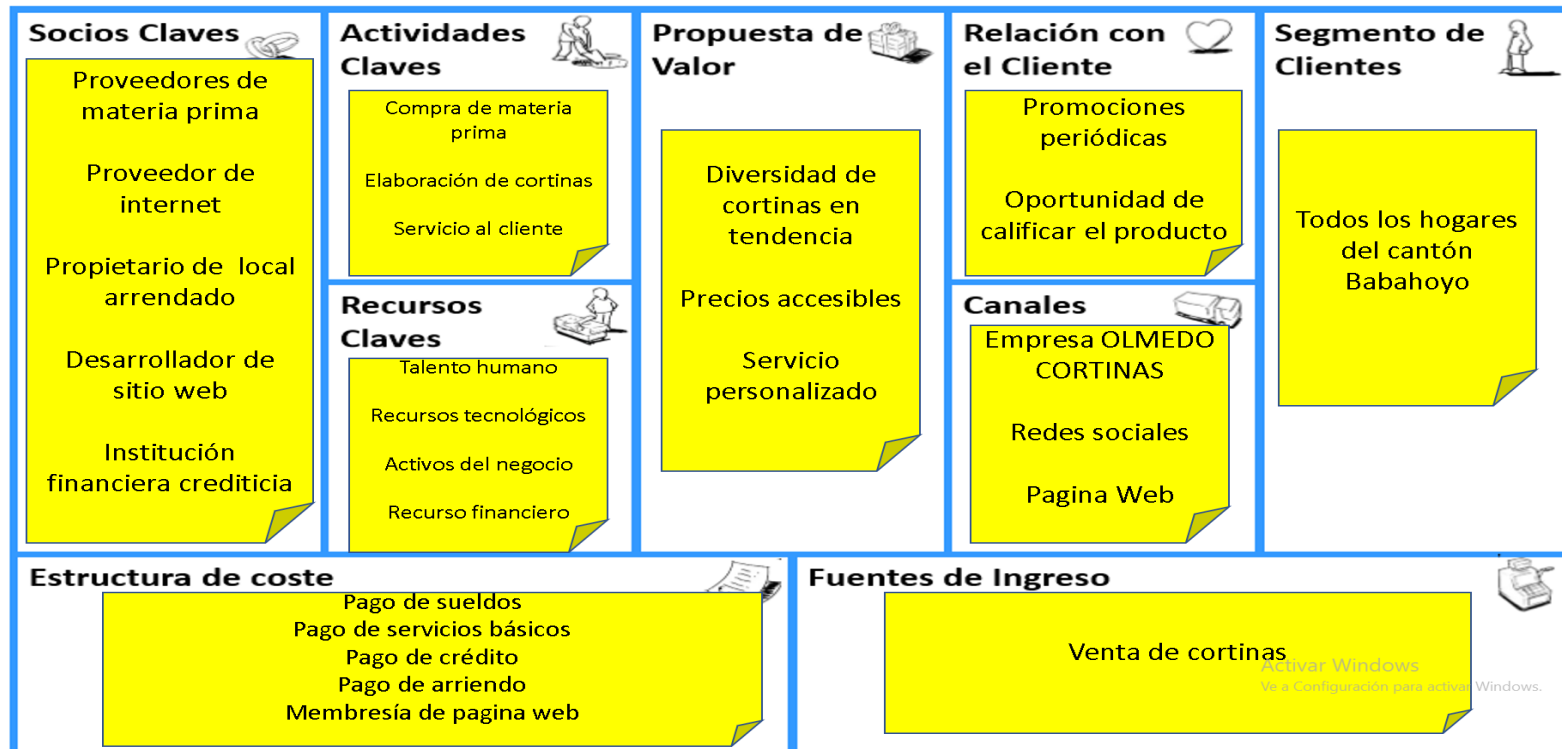 Socios Claves
Proveedores de
materia prima
Proveedor de
internet
Propietario de local
arrendado
Desarrollador de
sitio web
Institución
financiera crediticia
Actividades
Claves
Compra de materia
prima
Elaboración de cortinas
Servicio al cliente
Recursos
Claves
Talento humano
Recursos tecnológicos
Activos del negocio
Recurso financiero
Propuesta de
Valor
Diversidad de
cortinas en
tendencia
Precios accesibles
Servicio
personalizado
Relación con
el Cliente
Promociones
periódicas
Oportunidad de
calificar el producto
Canales
Empresa OLMEDO
CORTINAS
Redes sociales
Pagina Web
Segmento de
Clientes
Todos los hogares
del cantón
Babahoyo
Estructura de coste
Pago de sueldos
Pago de servicios básicos
Pago de crédito
Pago de arriendo
Membresía de pagina web
Fuentes de Ingreso
Venta de cortinas
Activar Windows
Ve a Configuración para activar Windows.